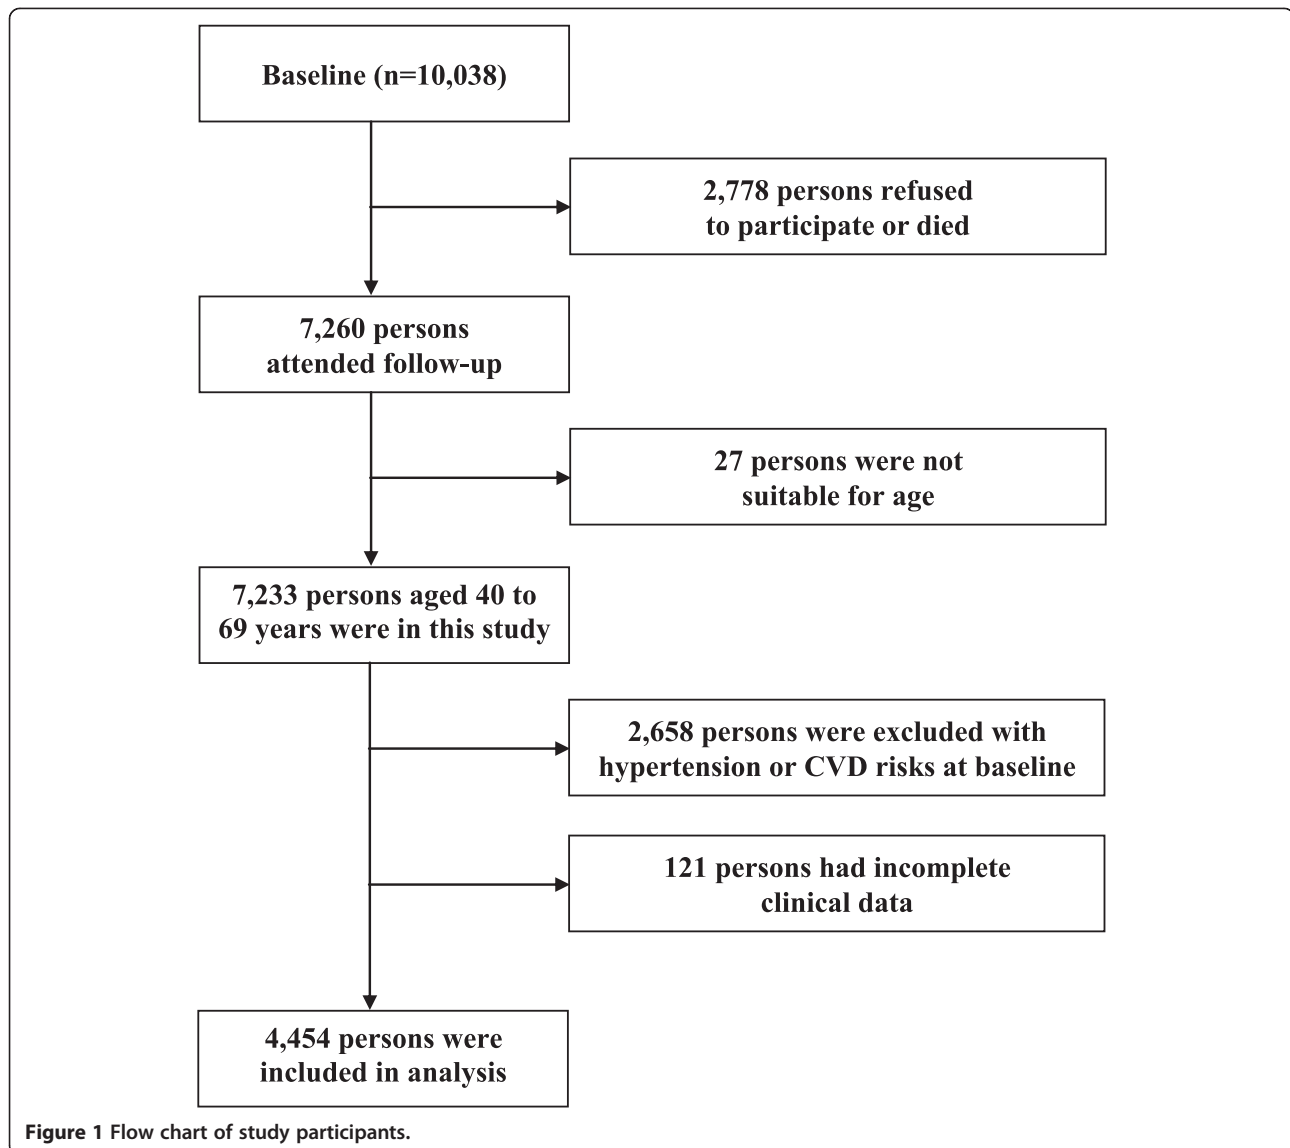 Baseline (n=10,038)
2,778 persons refused
to participate or died
7,260 persons
attended follow-up
27 persons were not
suitable for age
7,233 persons aged 40 to
69 years were in this study
2,658 persons were excluded with
hypertension or CVD risks at baseline
121 persons had incomplete
clinical data
4,454 persons were
included in analysis
Figure 1 Flow chart of study participants.